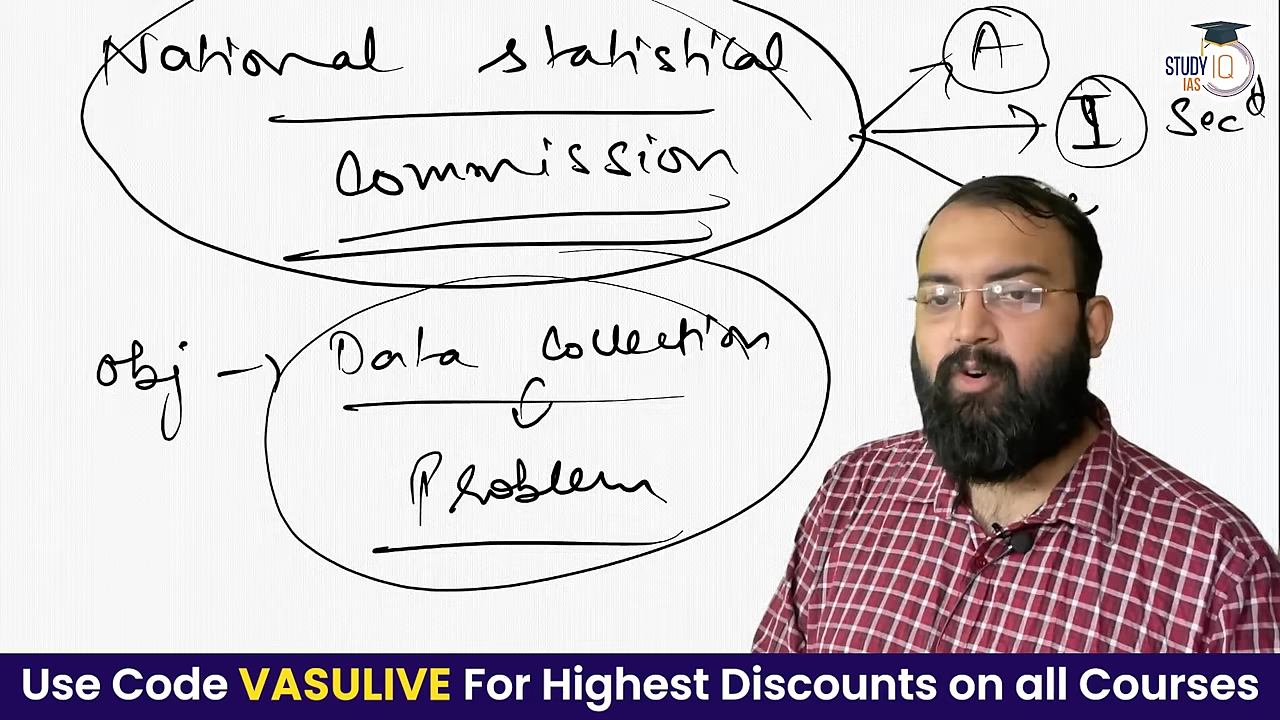 National statistical
Commission
A
I Sec
STUDY IQ
IAS
Obj → Data Collection
Problem
Use Code VASULIVE For Highest Discounts on all Courses